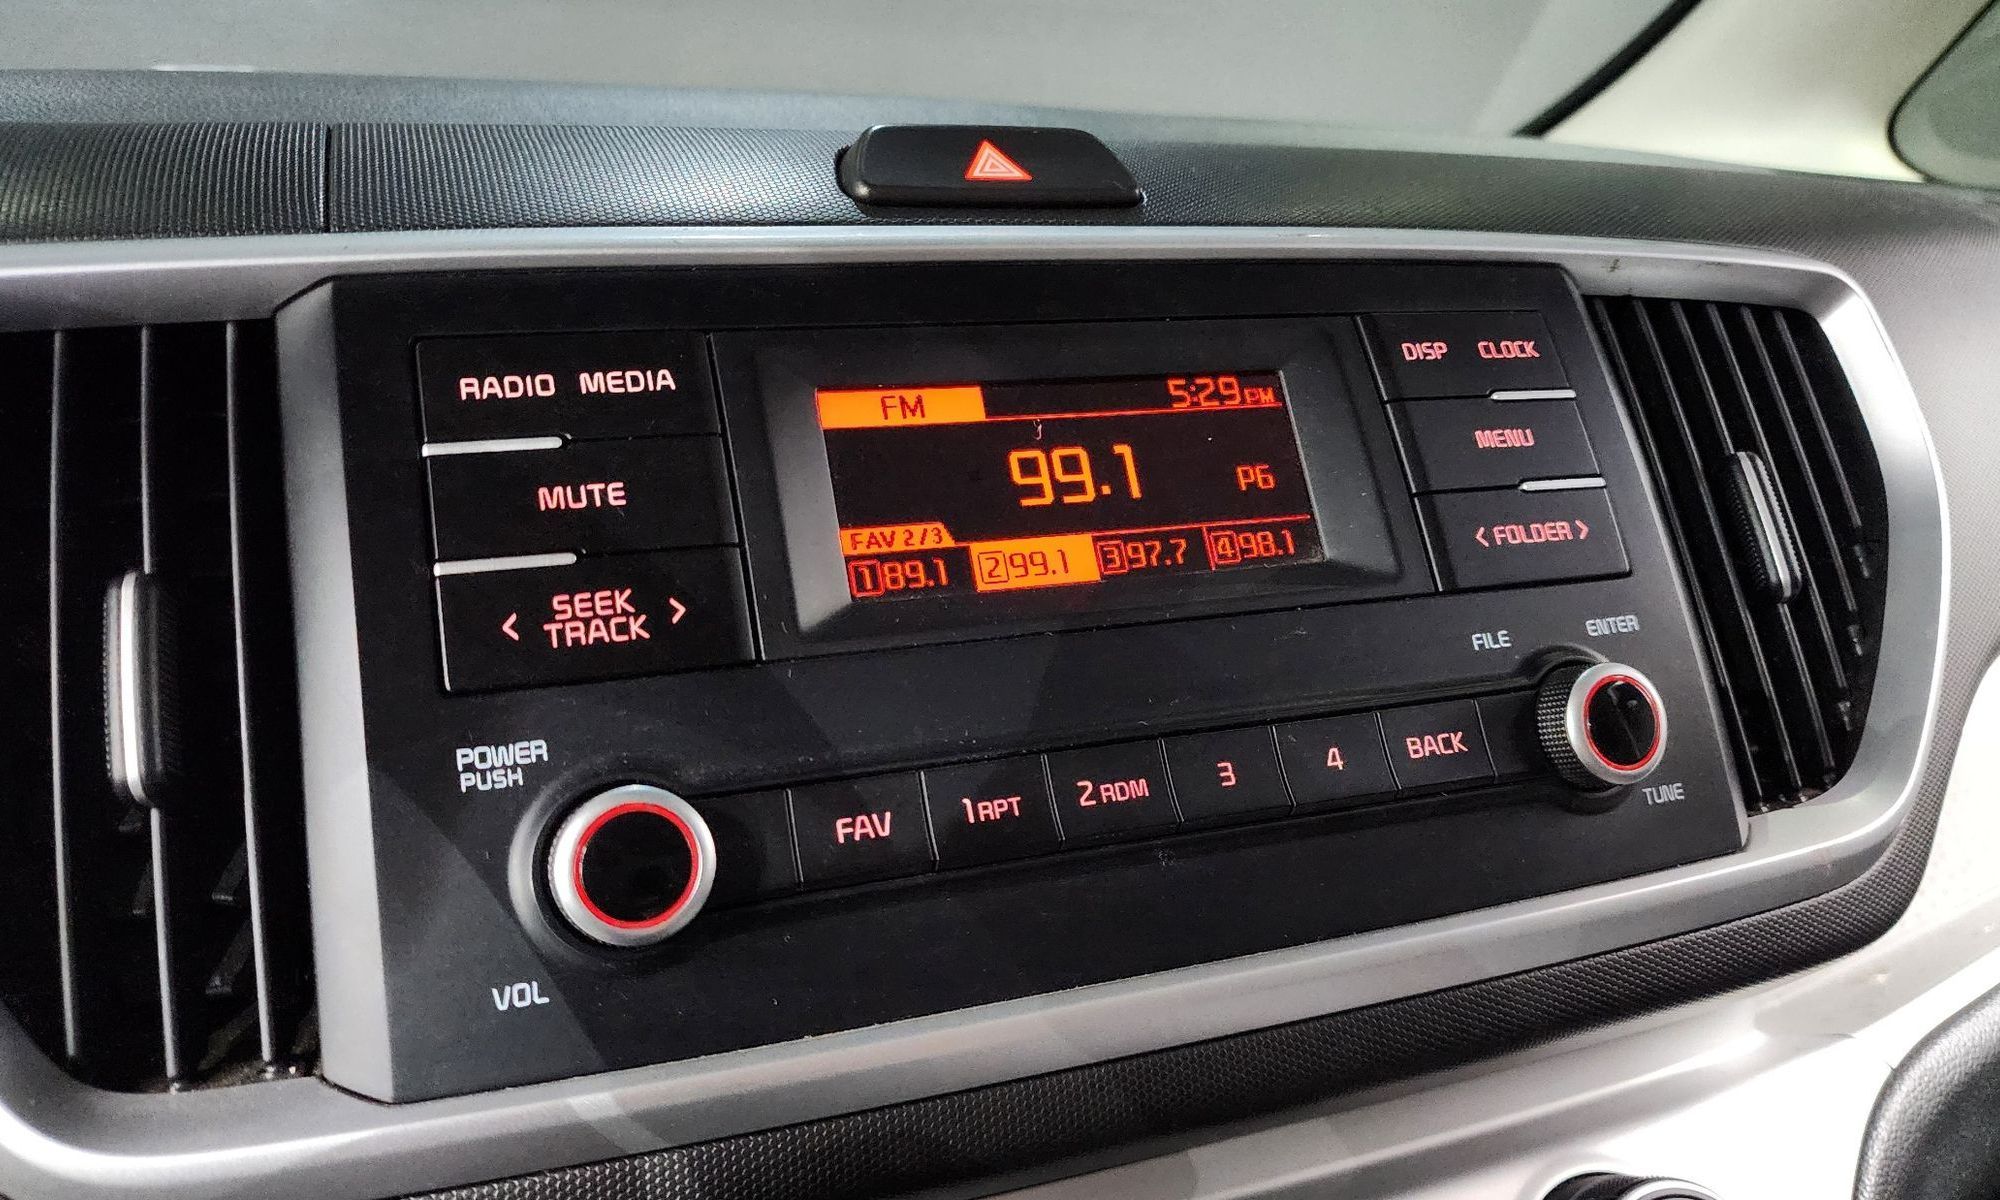 RADIO MEDIA
MUTE
< SEEK TRACK >
FM 5:29 PM
99.1 P6
FAV 2/3
1 89.1 2 99.1 3 97.7 4 98.1
DISP CLOCK
MENU
< FOLDER >
FILE ENTER
TUNE
POWER
PUSH
VOL
FAV 1 RPT 2 RDM 3 4 BACK